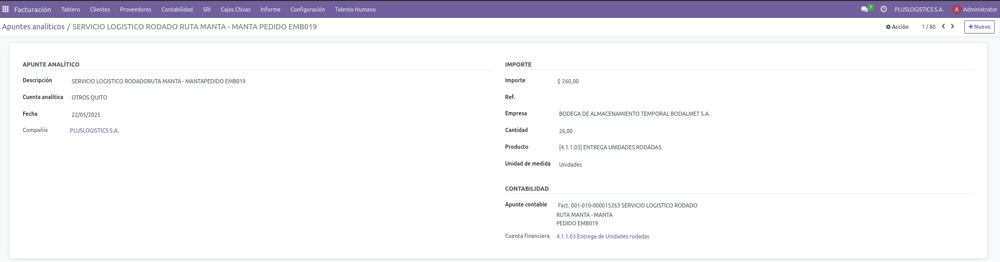 Facturación Tablero Clientes Proveedores Contabilidad SRI Cajas Chicas Informe Configuración Talento Humano 5 PLUSLOGISTICS S.A. A Administrator
Apuntes analíticos / SERVICIO LOGISTICO RODADO RUTA MANTA - MANTA PEDIDO EMB019 Acción 1 / 80 Nuevo
APUNTE ANALÍTICO
Descripción SERVICIO LOGISTICO RODADORUTA MANTA - MANTAPEDIDO EMB019
Cuenta analítica OTROS QUITO
Fecha 22/05/2025
Compañía PLUSLOGISTICS S.A.
IMPORTE
Importe $ 260,00
Ref.
Empresa BODEGA DE ALMACENAMIENTO TEMPORAL BODALMET S.A.
Cantidad 26,00
Producto [4.1.1.03] ENTREGA UNIDADES RODADAS
Unidad de medida Unidades
CONTABILIDAD
Apunte contable Fact. 001-010-000015263 SERVICIO LOGISTICO RODADO
RUTA MANTA - MANTA
PEDIDO EMB019
Cuenta financiera 4.1.1.03 Entrega de Unidades rodadas